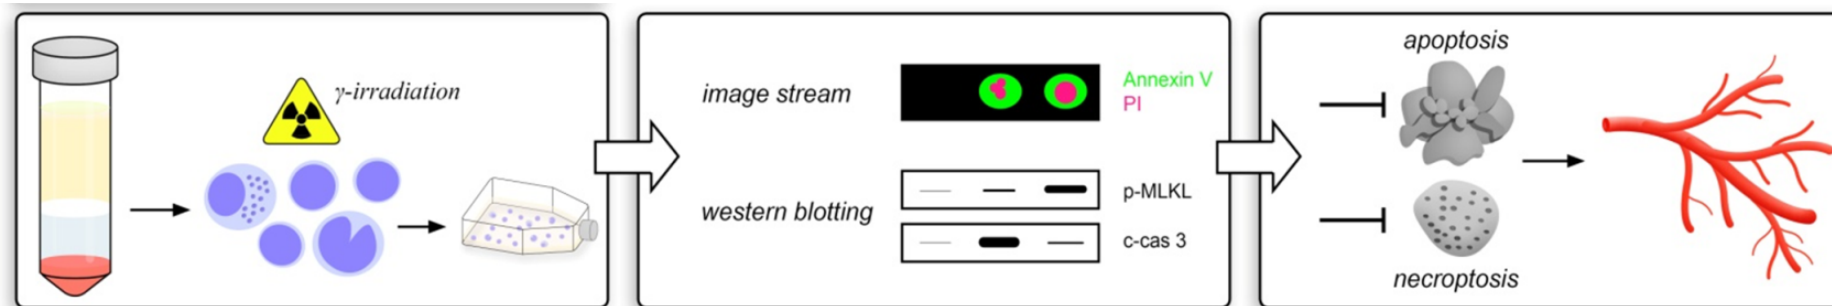 γ-irradiation
image stream
Annexin V
PI
western blotting
p-MLKL
c-cas 3
apoptosis
necroptosis